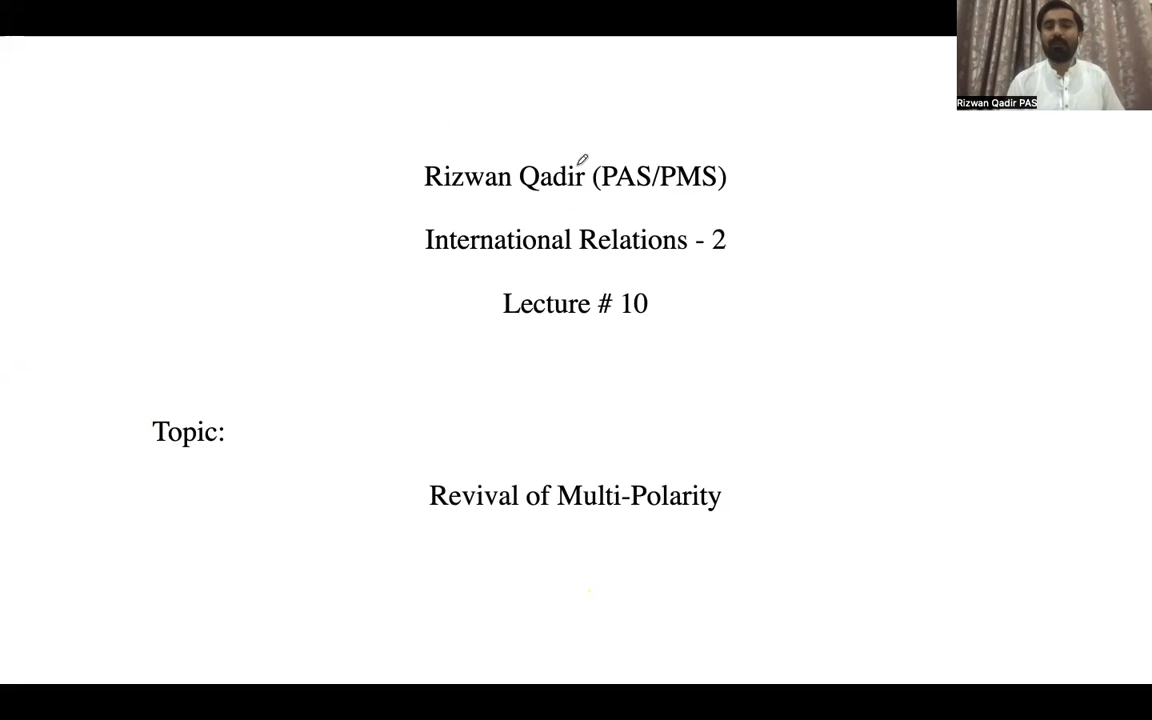 Rizwan Qadir PAS
Rizwan Qadir (PAS/PMS)
International Relations - 2
Lecture # 10
Topic:
Revival of Multi-Polarity